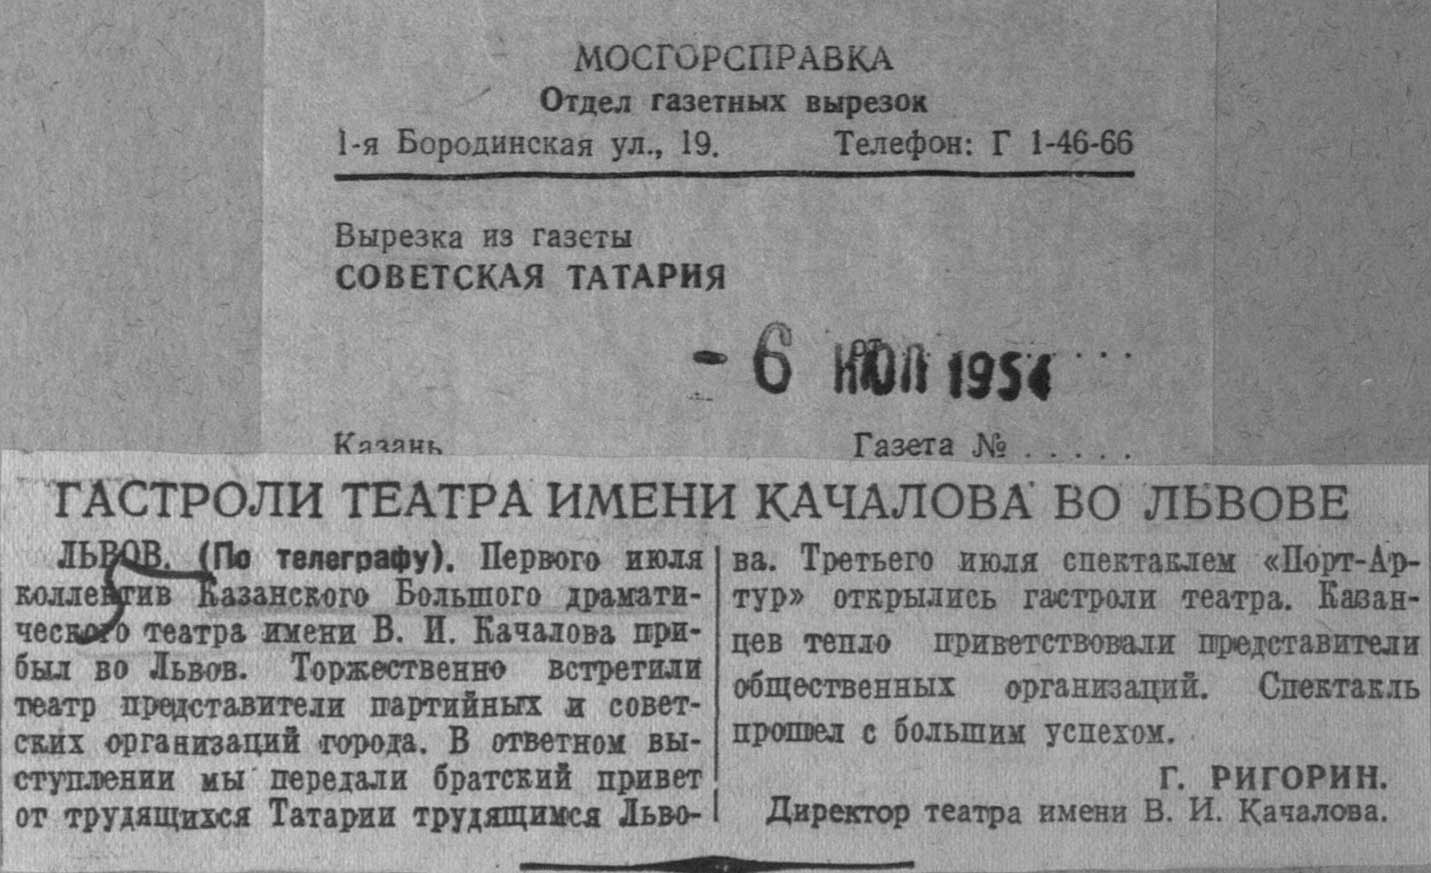 МОСГОРСПРАВКА
Отдел газетных вырезок
1-я Бородинская ул., 19. Телефон: Г 1-46-66
Вырезка из газеты
СОВЕТСКАЯ ТАТАРИЯ
от . . . .
- 6 ИЮЛ 1954
Казань Газета № . . . . .
ГАСТРОЛИ ТЕАТРА ИМЕНИ КАЧАЛОВА ВО ЛЬВОВЕ
ЛЬВОВ. (По телеграфу). Первого июля
коллектив Казанского Большого драмати-
ческого театра имени В. И. Качалова при-
был во Львов. Торжественно встретили
театр представители партийных и совет-
ских организаций города. В ответном вы-
ступлении мы передали братский привет
от трудящихся Татарии трудящимся Льво-
ва. Третьего июля спектаклем «Порт-Ар-
тур» открылись гастроли театра. Казан-
цев тепло приветствовали представители
общественных организаций. Спектакль
прошел с большим успехом.
Г. РИГОРИН.
Директор театра имени В. И. Качалова.